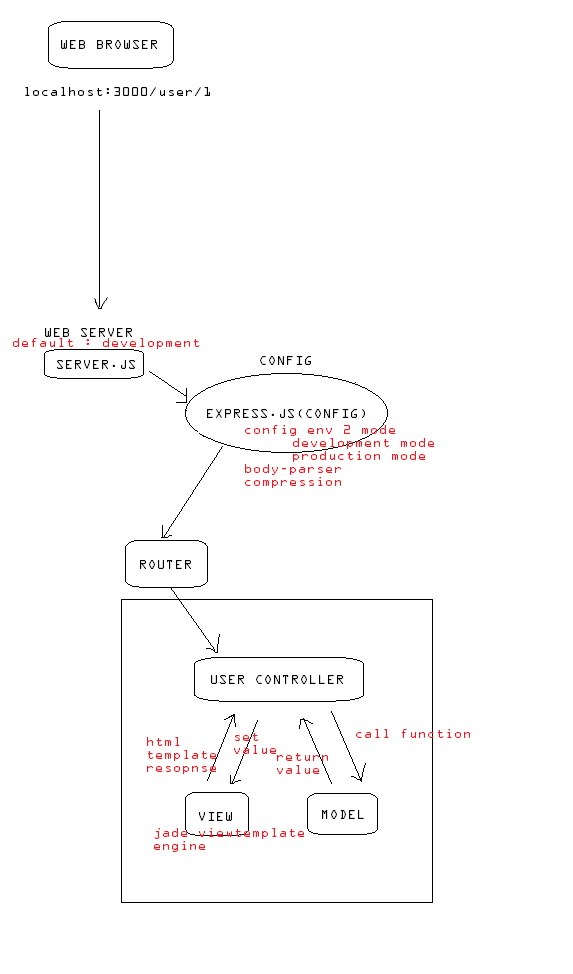 WEB BROWSER
localhost:3000/user/1
WEB SERVER
default : development
SERVER.JS
CONFIG
EXPRESS.JS(CONFIG)
config env 2 mode
development mode
production mode
body-parser
compression
ROUTER
USER CONTROLLER
html
template
resopnse
set
value
return
value
call function
VIEW
MODEL
jade viewtemplate
engine